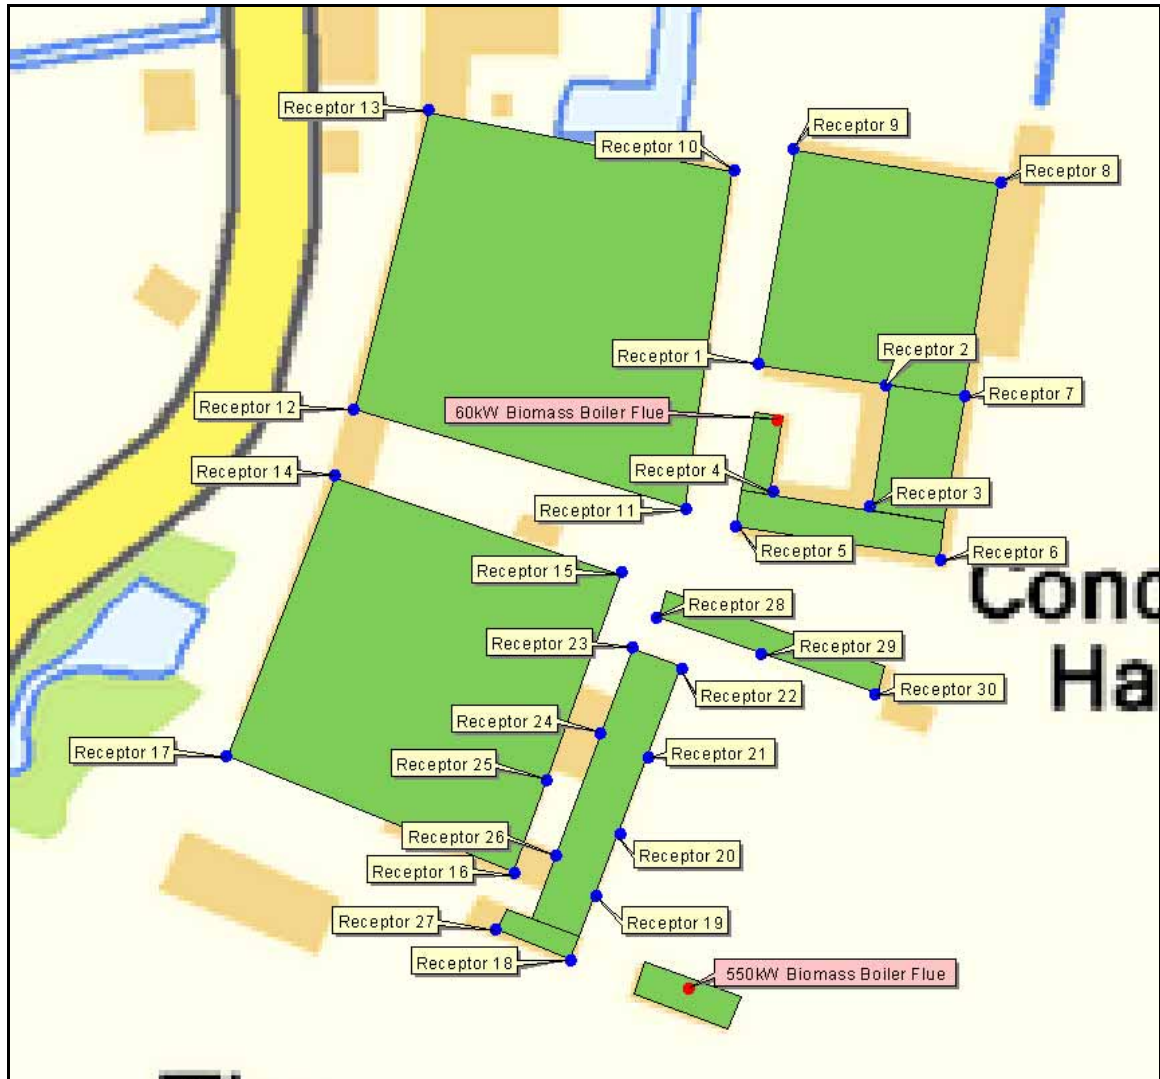 Receptor 13
Receptor 9
Receptor 10
Receptor 8
Receptor 2
Receptor 1
Receptor 7
Receptor 12
60kW Biomass Boiler Flue
Receptor 14
Receptor 4
Receptor 3
Receptor 11
Receptor 5
Receptor 6
Receptor 15
Receptor 28
Receptor 23
Receptor 29
Receptor 30
Receptor 22
Receptor 24
Receptor 17
Receptor 21
Receptor 25
Receptor 26
Receptor 20
Receptor 16
Receptor 27
Receptor 19
Receptor 18
550kW Biomass Boiler Flue